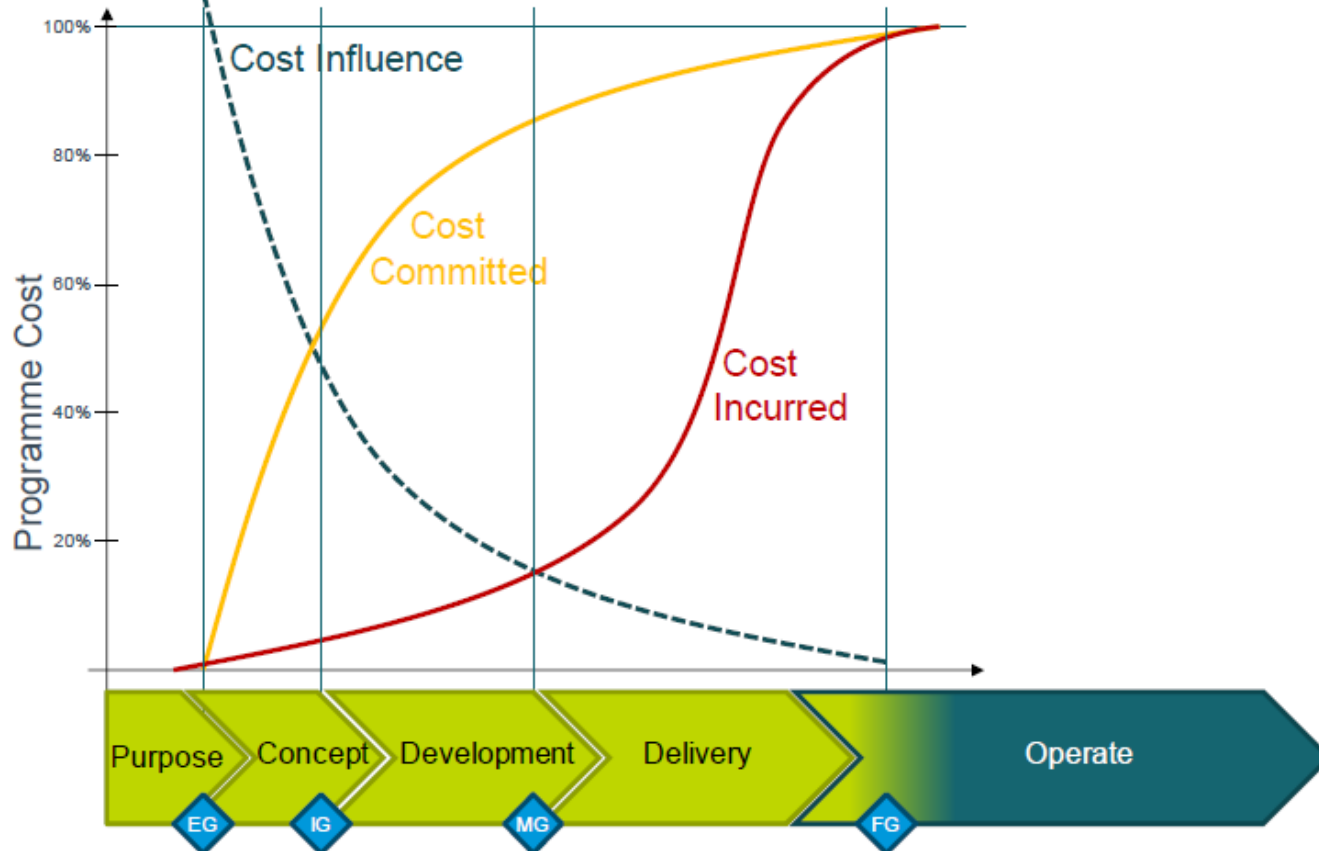 100%
Cost Influence
80%
Cost
Committed
60%
Cost
Incurred
40%
20%
Programme Cost
Purpose
Concept
Development
Delivery
Operate
EG
IG
MG
FG